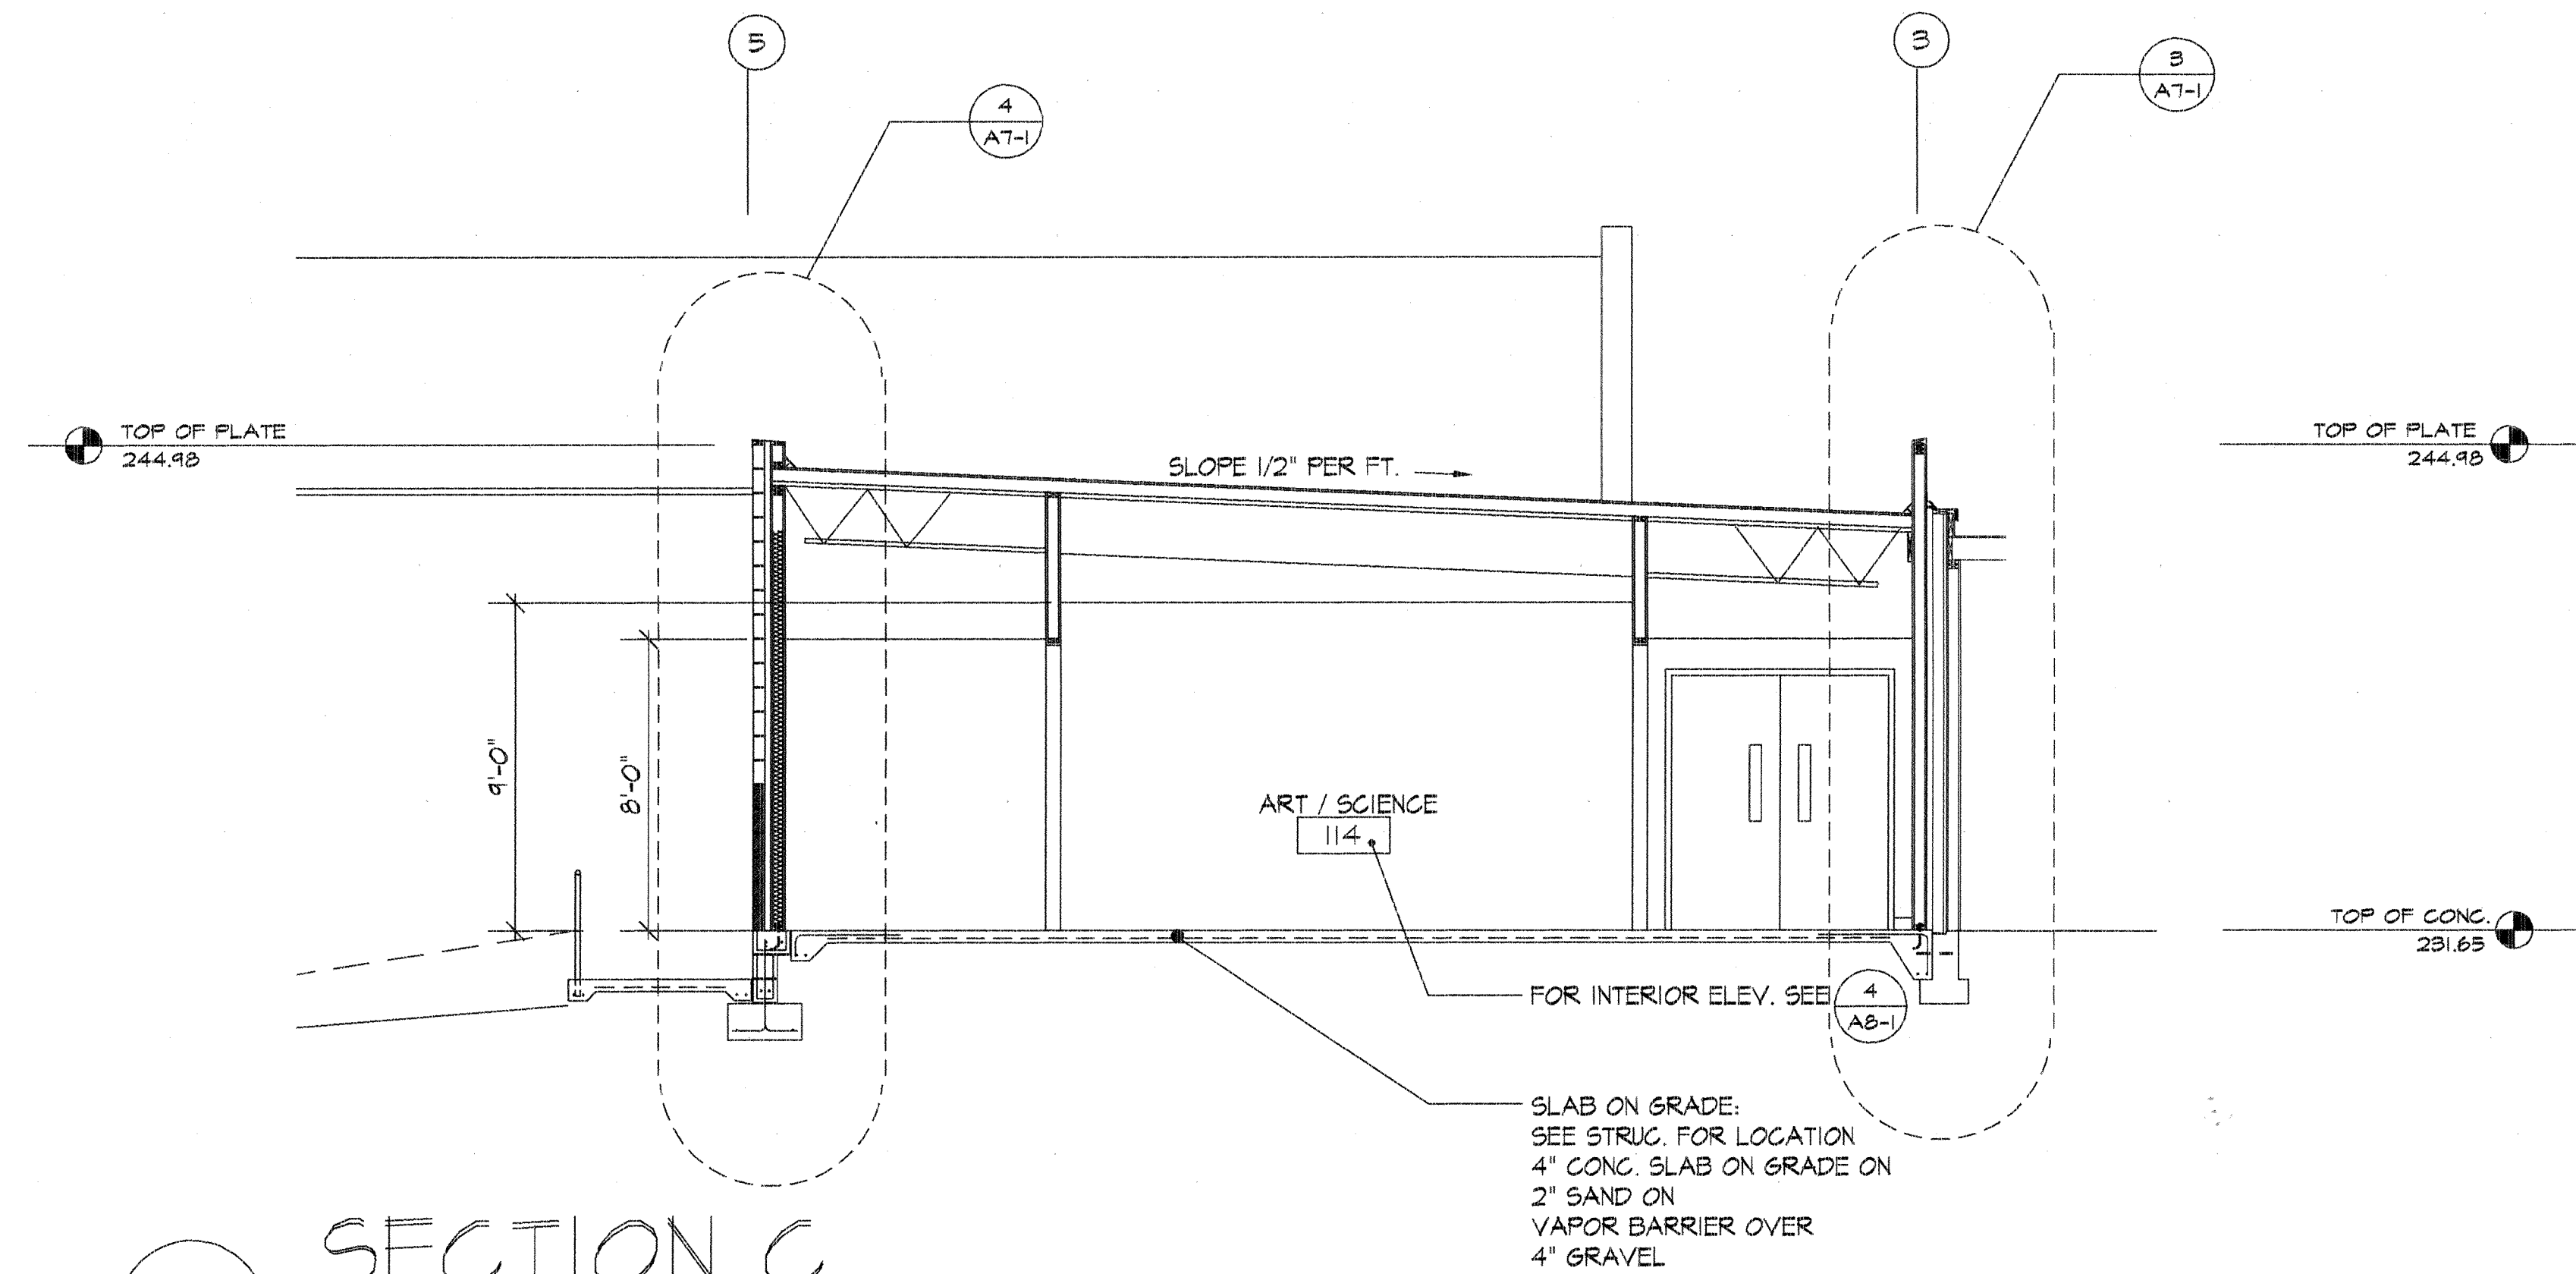 5
3
3
A7-1
4
A7-1
TOP OF PLATE
244.98
SLOPE 1/2" PER FT.
TOP OF PLATE
244.98
9'-0"
8'-0"
ART / SCIENCE
114
TOP OF CONC.
231.65
FOR INTERIOR ELEV. SEE
4
A8-1
SLAB ON GRADE:
SEE STRUC. FOR LOCATION
4" CONC. SLAB ON GRADE ON
2" SAND ON
VAPOR BARRIER OVER
4" GRAVEL
SECTION C